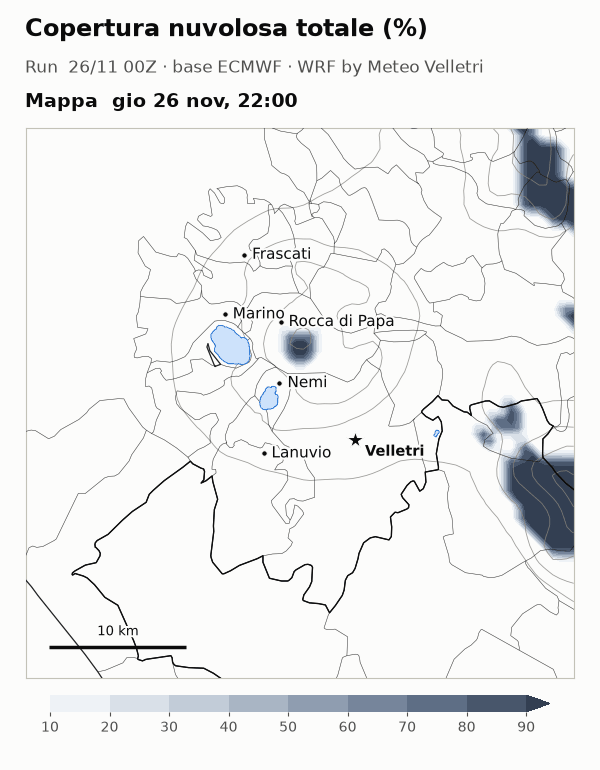 Copertura nuvolosa totale (%)
Run  26/11 00Z · base ECMWF · WRF by Meteo Velletri
Mappa  gio 26 nov, 22:00
Frascati
Marino
Rocca di Papa
Nemi
Velletri
Lanuvio
10 km
10 20 30 40 50 60 70 80 90